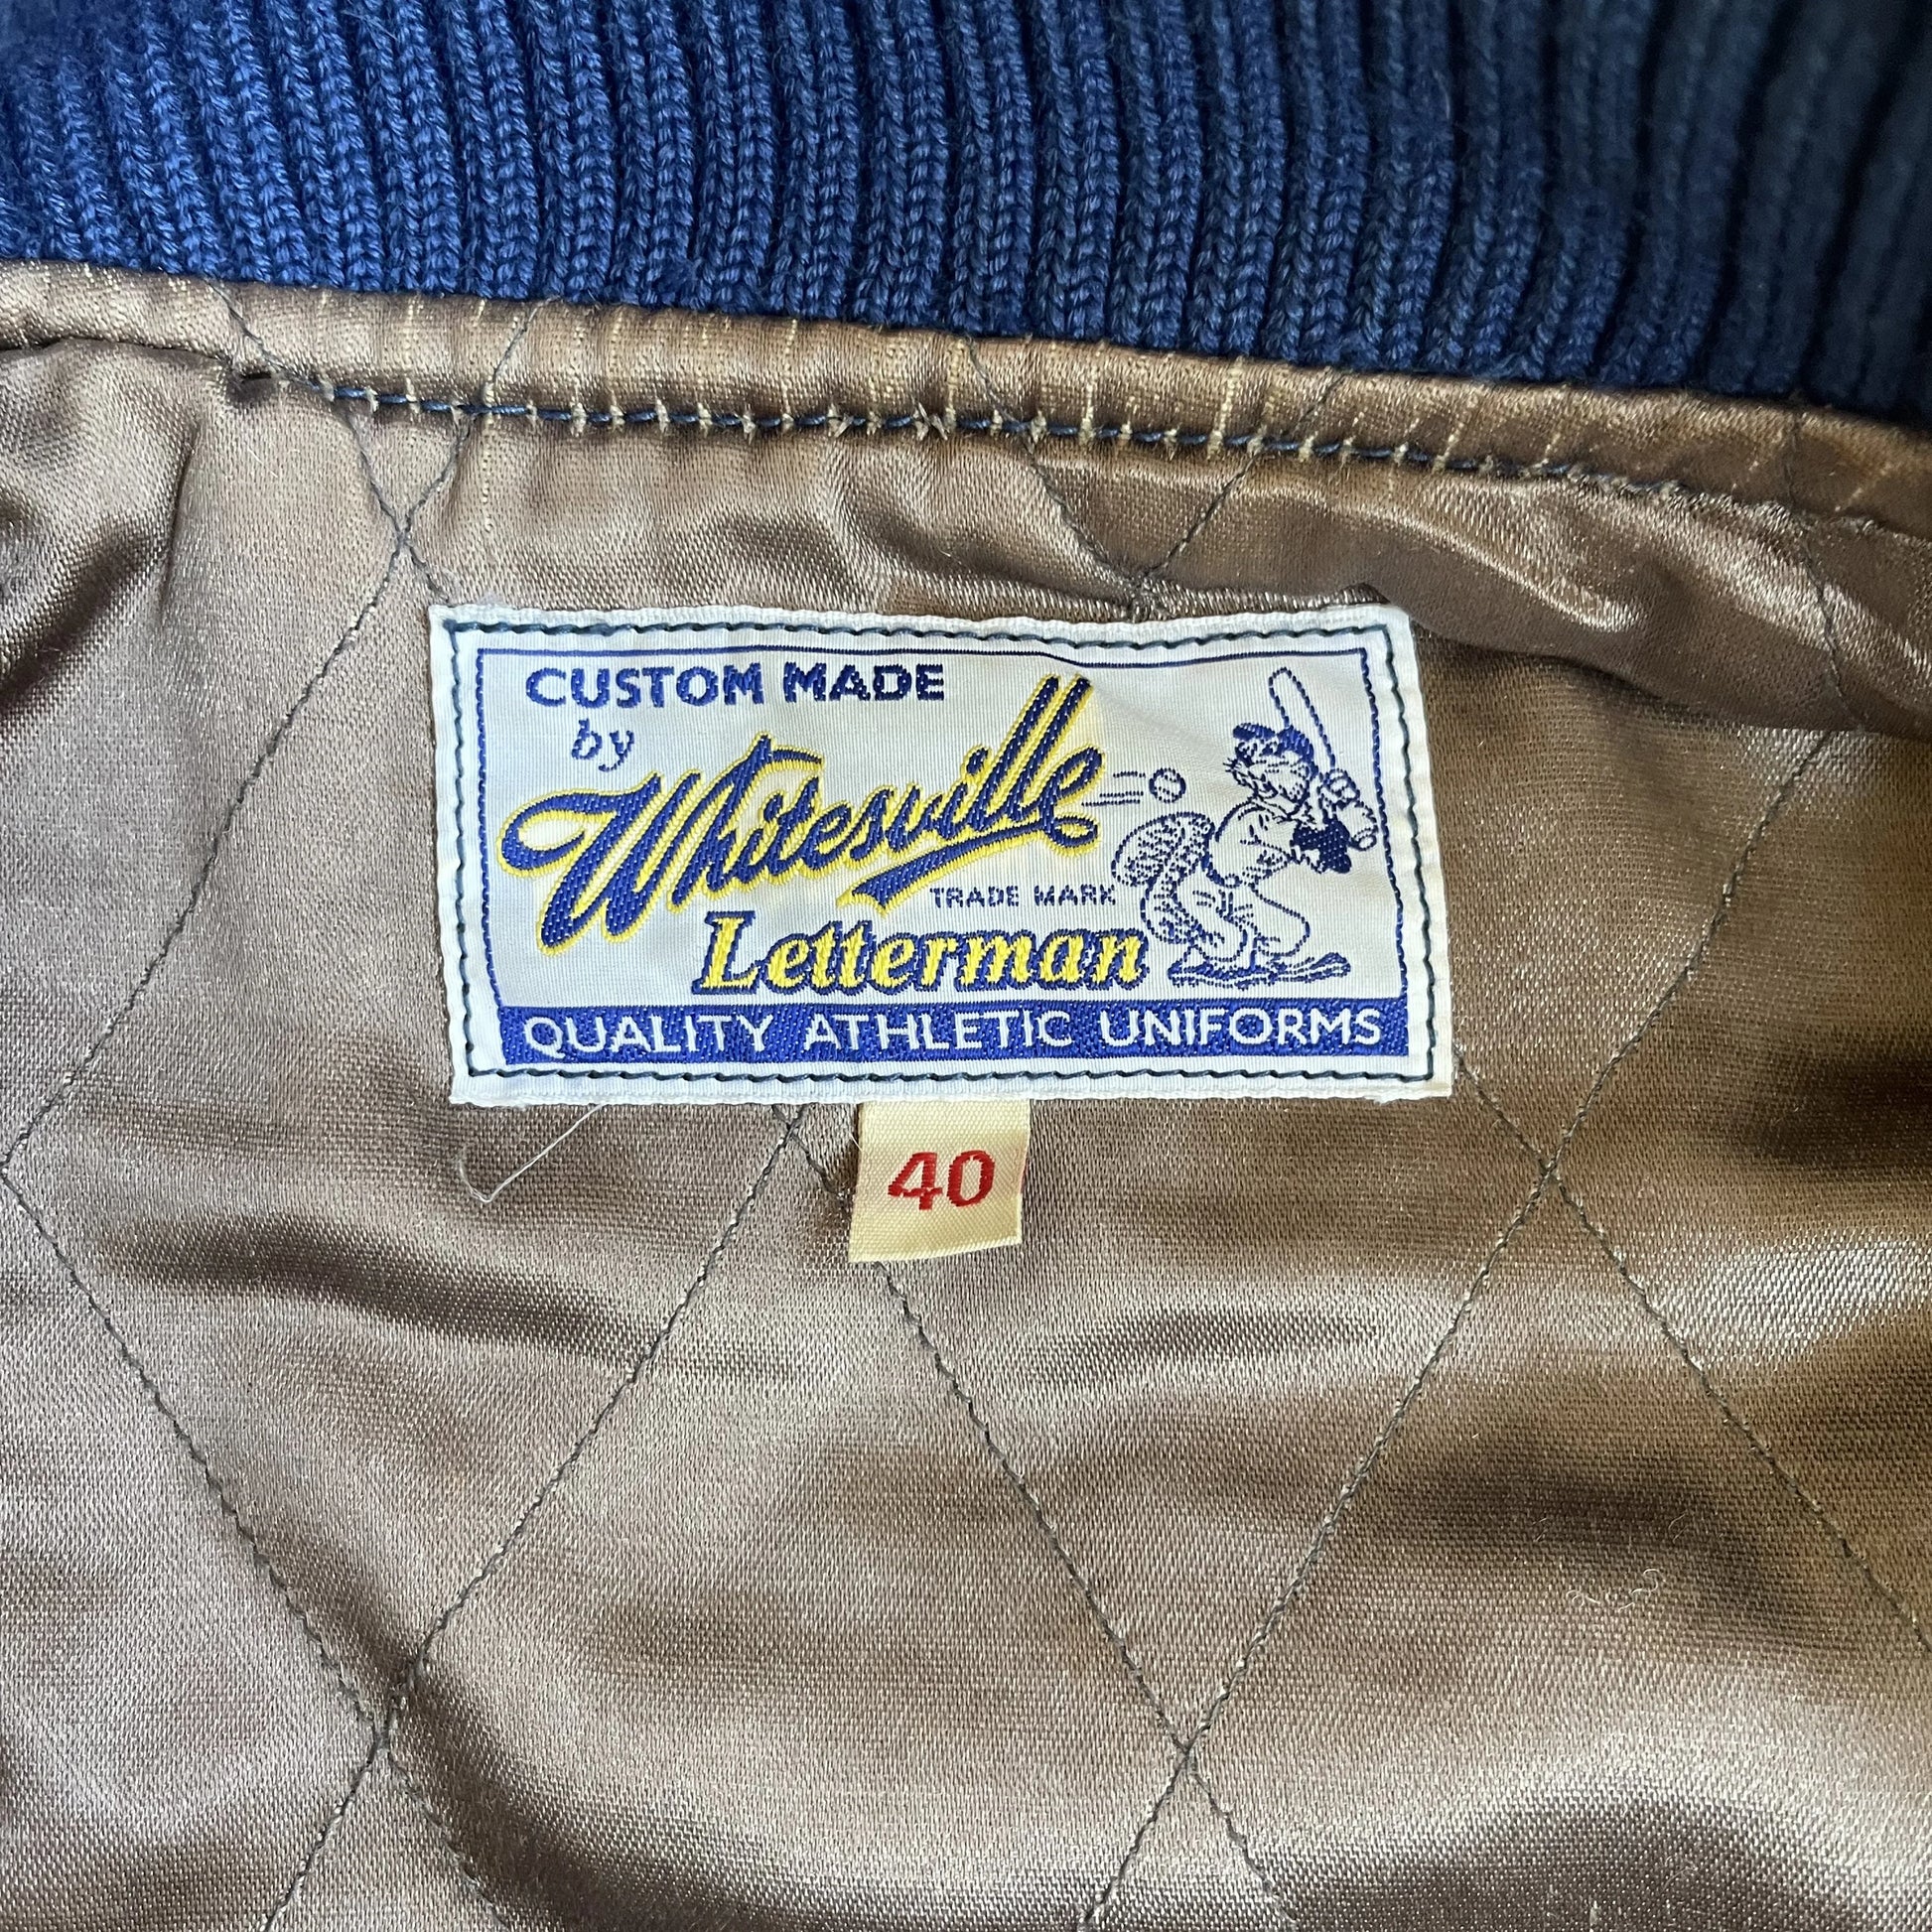 CUSTOM MADE
by
Whitesville
TRADE MARK
Letterman
QUALITY ATHLETIC UNIFORMS
40